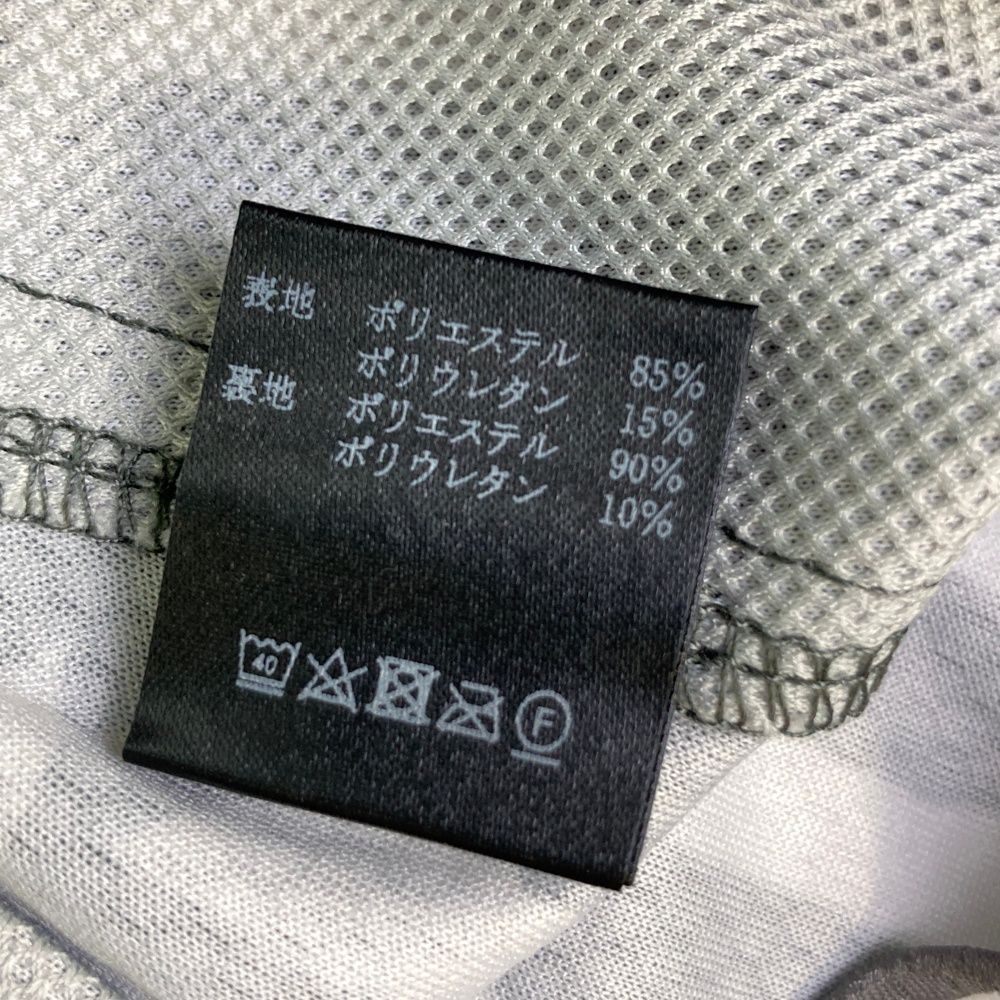 表地 ポリエステル 85%
ポリウレタン 15%
裏地 ポリエステル 90%
ポリウレタン 10%
40
F